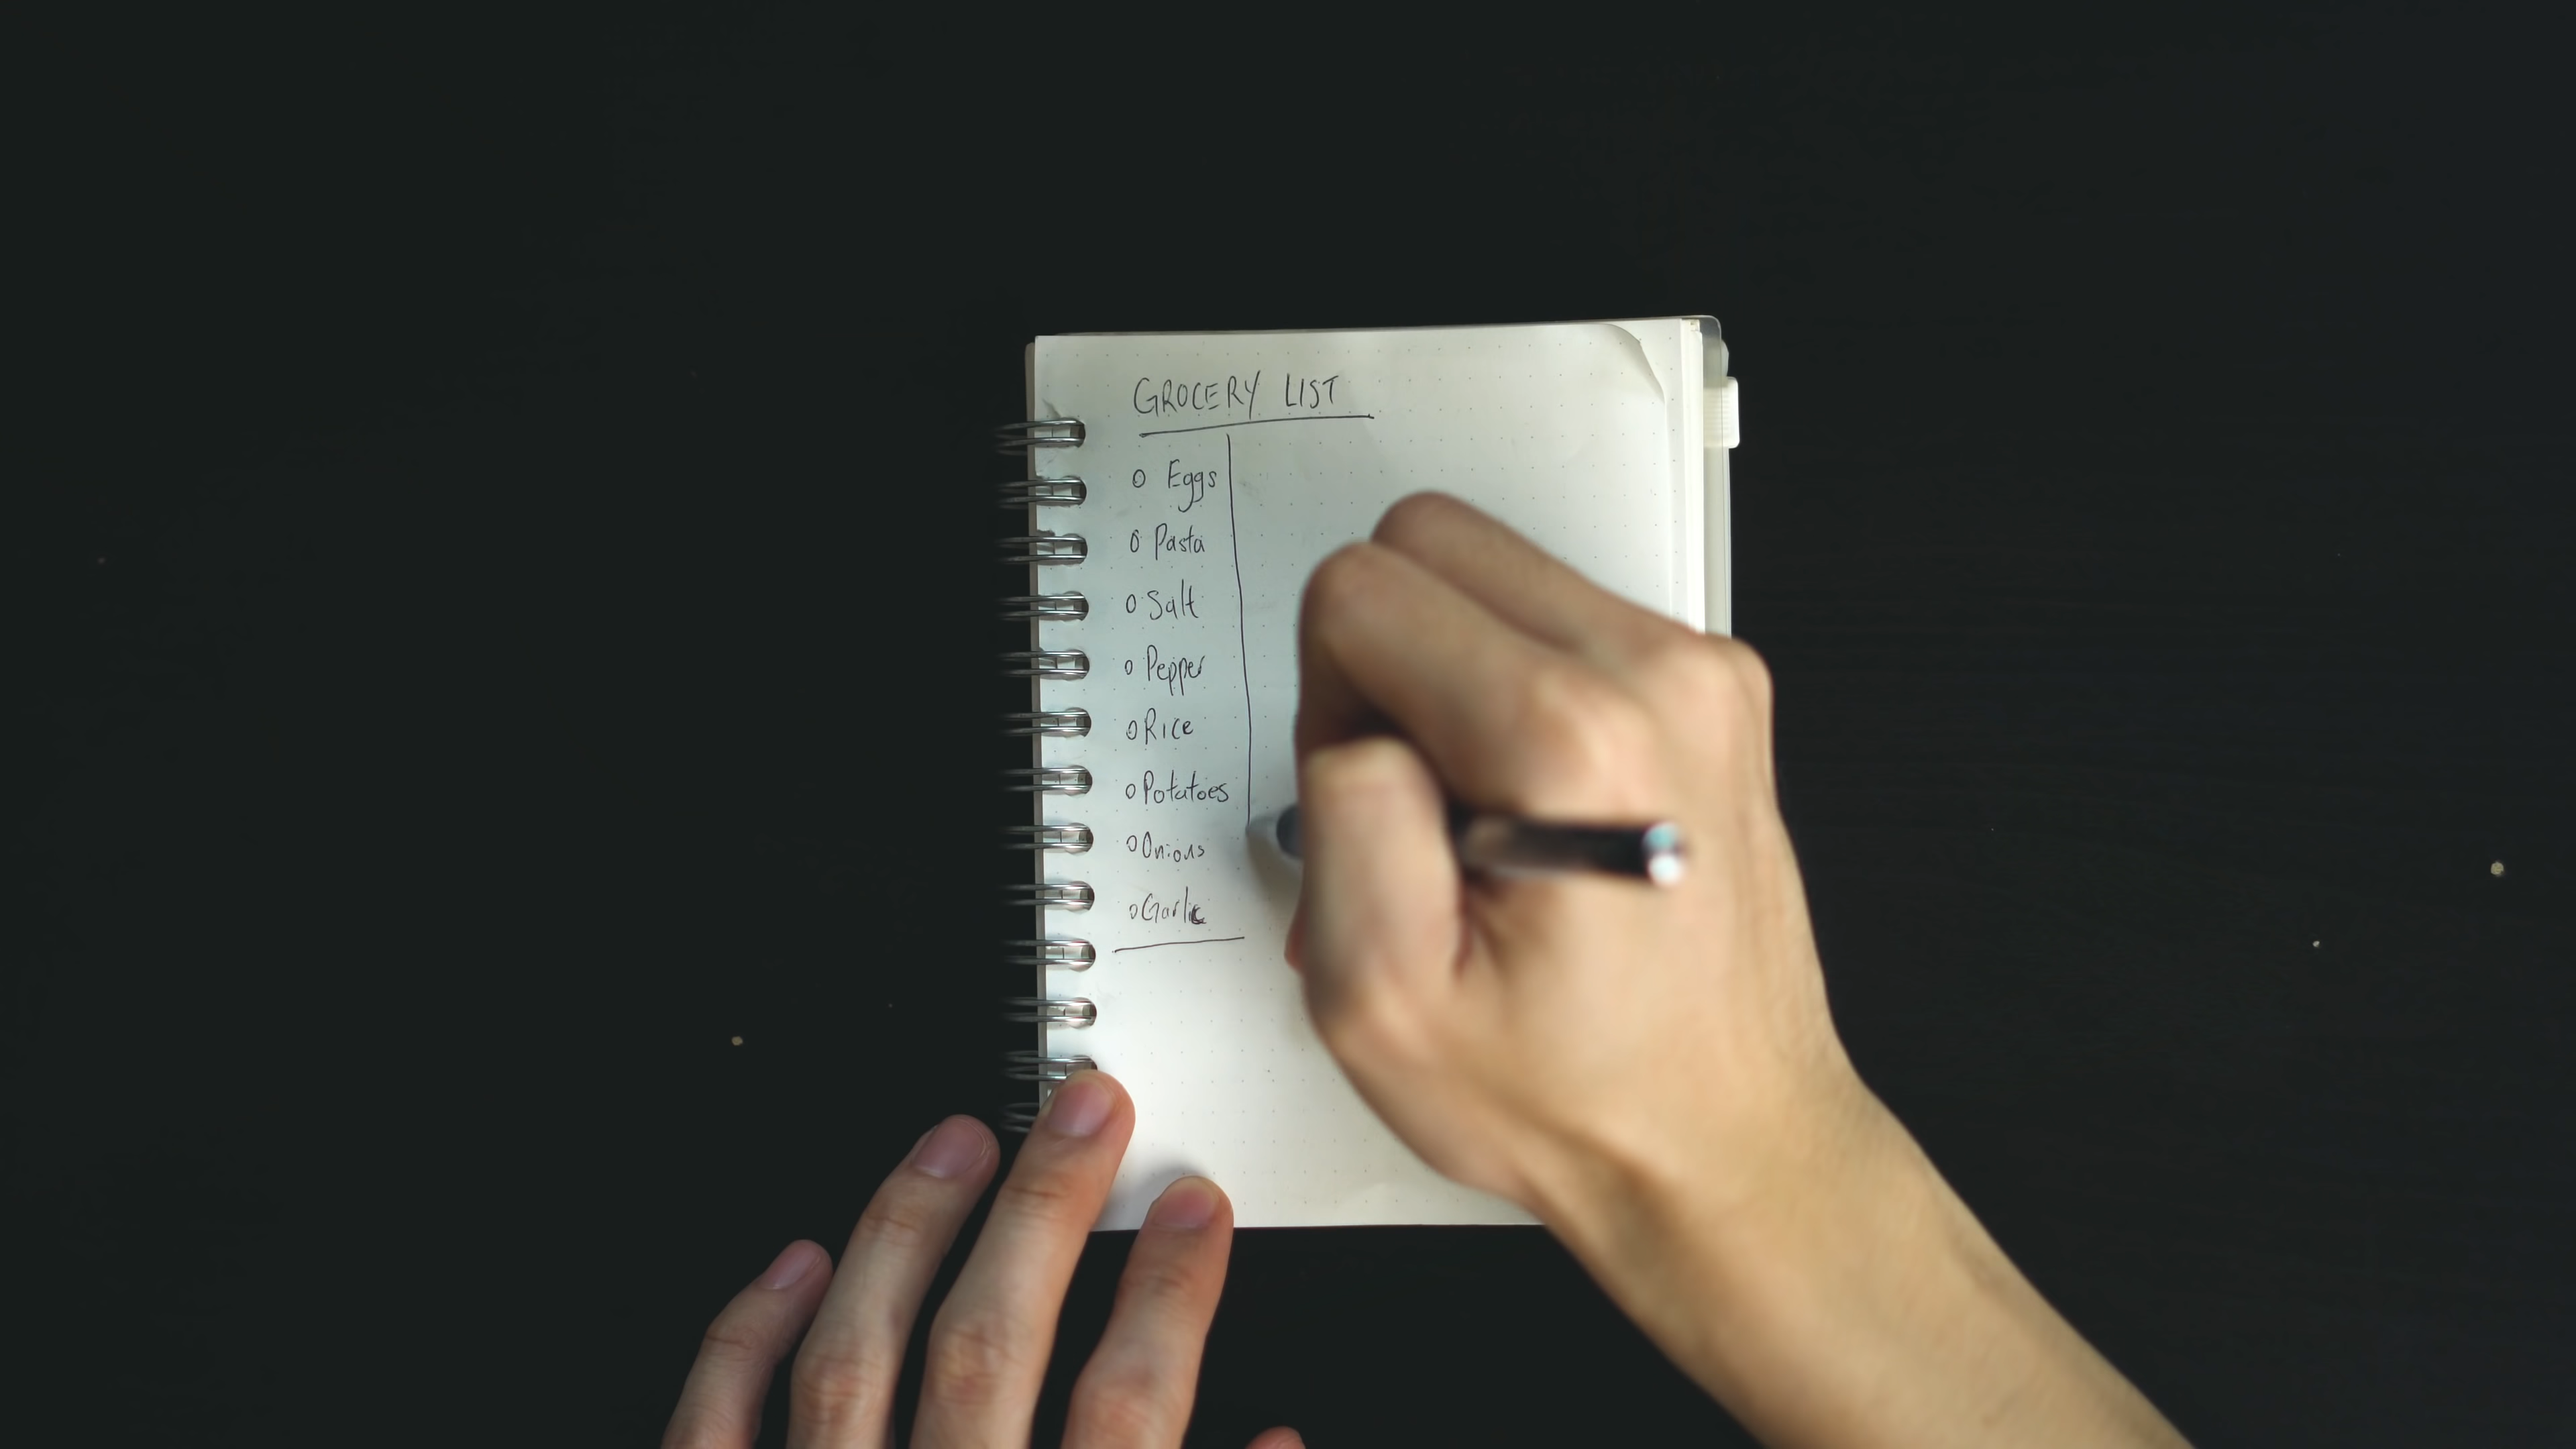 GROCERY LIST
o Eggs
o Pasta
o Salt
o Pepper
o Rice
o Potatoes
o Onions
o Garlic